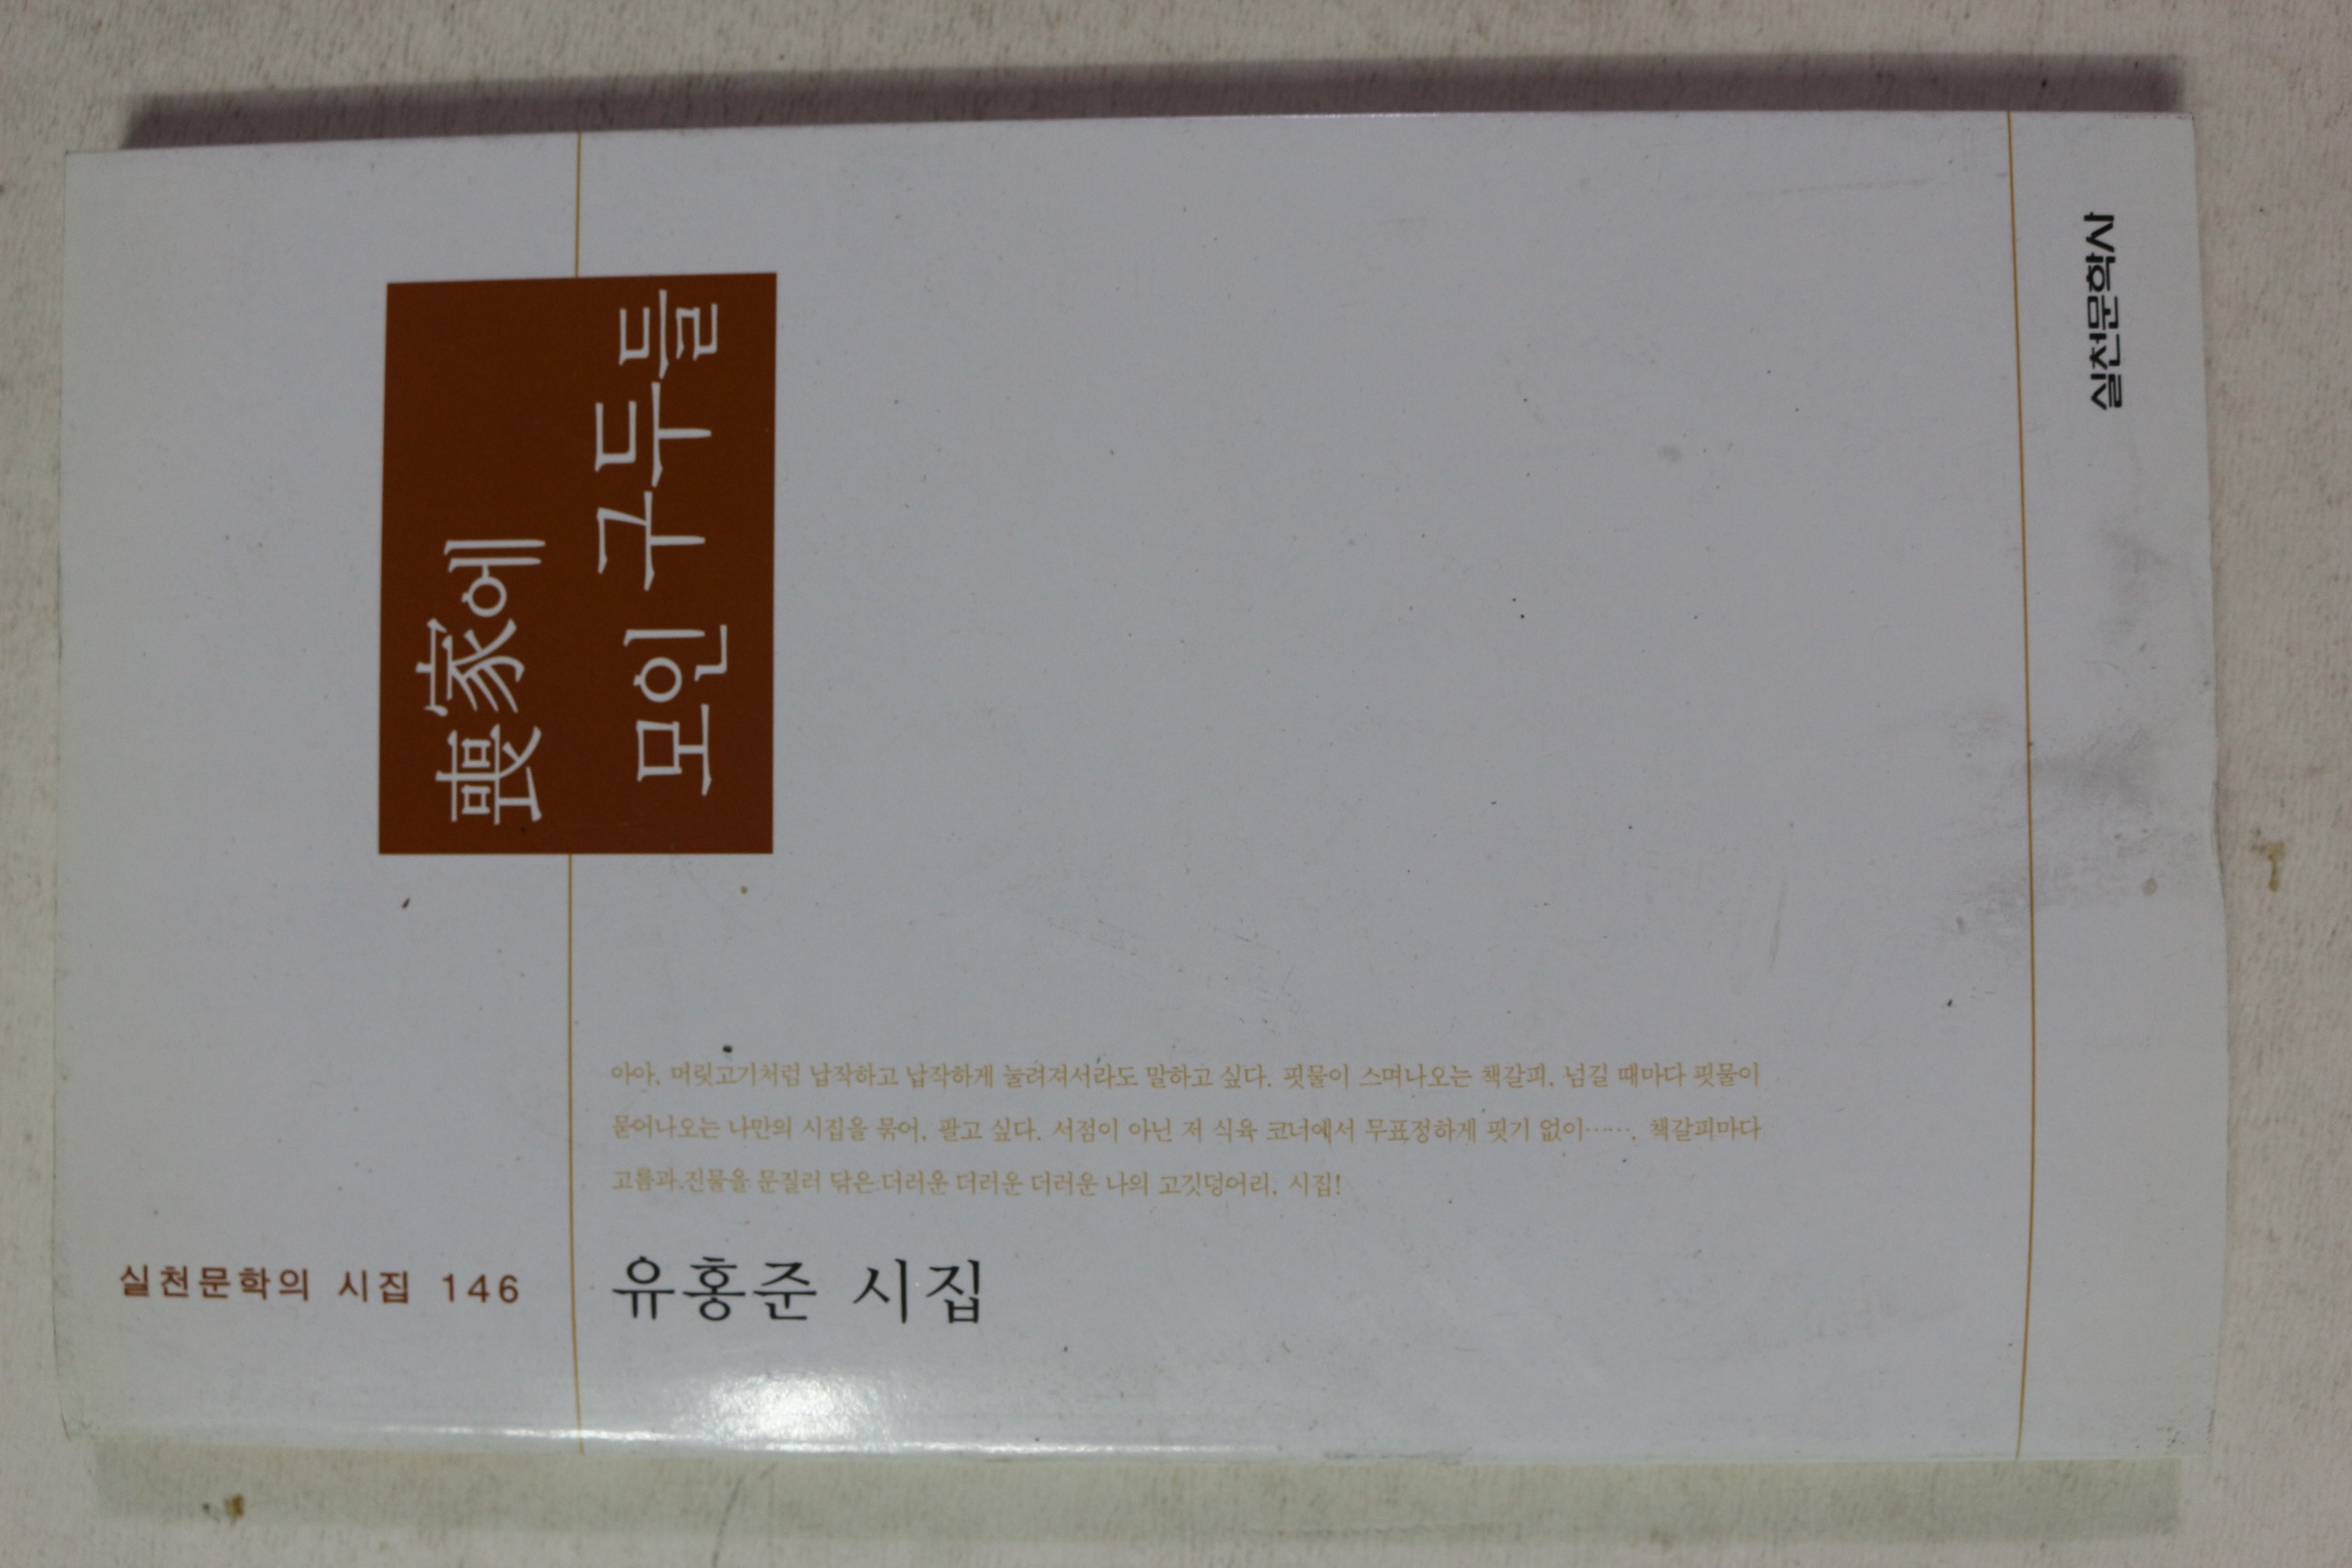 喪家에
모인 구두들
아아, 머릿고기처럼 납작하고 납작하게 눌려져서라도 말하고 싶다. 핏물이 스며나오는 책갈피, 넘길 때마다 핏물이
묻어나오는 나만의 시집을 묶어, 팔고 싶다. 서점이 아닌 저 식육 코너에서 무표정하게 핏기 없이……, 책갈피마다
고름과 진물을 문질러 닦은 더러운 더러운 더러운 나의 고깃덩어리, 시집!
실천문학의 시집 146
유홍준 시집
실천문학사